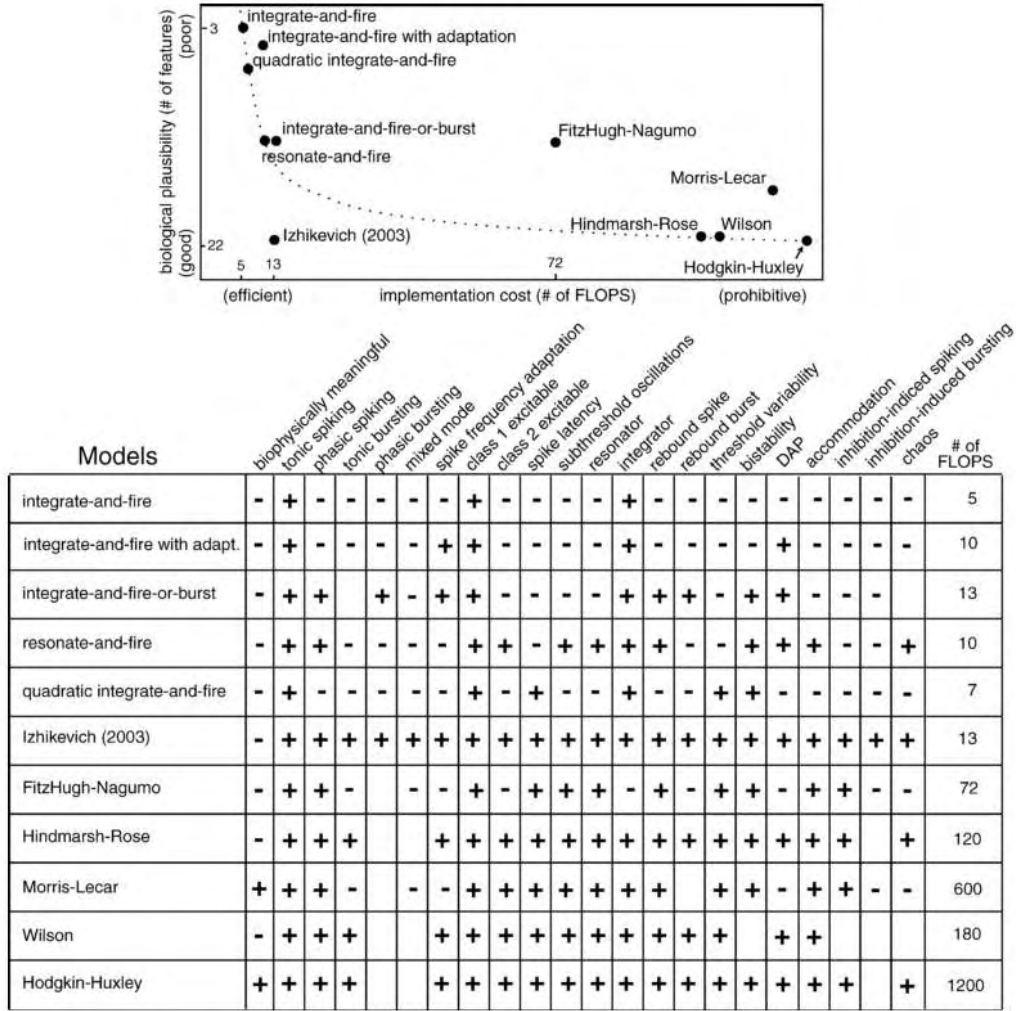 biological plausibility (# of features)
(good) (poor)
3
22
integrate-and-fire
integrate-and-fire with adaptation
quadratic integrate-and-fire
integrate-and-fire-or-burst
resonate-and-fire
FitzHugh-Nagumo
Morris-Lecar
Hindmarsh-Rose Wilson
Izhikevich (2003)
Hodgkin-Huxley
5 13 72
(efficient) implementation cost (# of FLOPS) (prohibitive)
Models
biophysically meaningful
tonic spiking
phasic spiking
tonic bursting
phasic bursting
mixed mode
spike frequency adaptation
class 1 excitable
class 2 excitable
spike latency
subthreshold oscillations
resonator
integrator
rebound spike
rebound burst
threshold variability
bistability
DAP
accommodation
inhibition-indiced spiking
inhibition-induced bursting
chaos
# of
FLOPS
integrate-and-fire - + - - - - - + - - - - + - - - - - - - - - 5
integrate-and-fire with adapt. - + - - - - + + - - - - + - - - - + - - - - 10
integrate-and-fire-or-burst - + + + - + + - - - - + + + - + + - - - 13
resonate-and-fire - + + - - - - + + - + + + + - - + + + - - + 10
quadratic integrate-and-fire - + - - - - - + - + - - + - - + + - - - - - 7
Izhikevich (2003) - + + + + + + + + + + + + + + + + + + + + + 13
FitzHugh-Nagumo - + + - - - + - + + + - + - + + - + + - - 72
Hindmarsh-Rose - + + + + + + + + + + + + + + + + + + 120
Morris-Lecar + + + - - - + + + + + + + + + - + + - - 600
Wilson - + + + + + + + + + + + + + + + 180
Hodgkin-Huxley + + + + + + + + + + + + + + + + + + + 1200